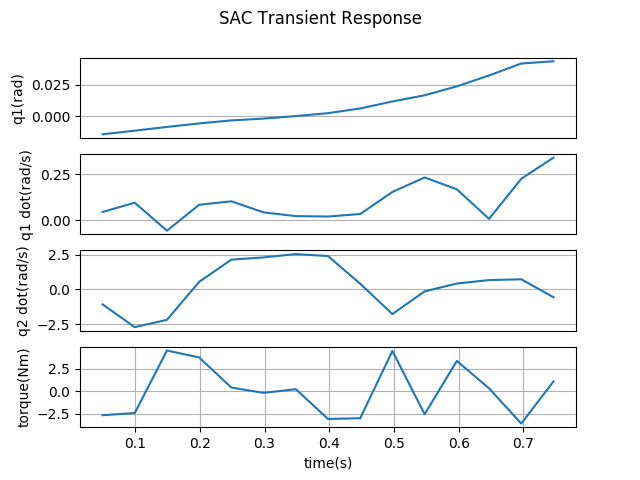 SAC Transient Response
q1(rad)
0.025
0.000
q1 dot(rad/s)
0.25
0.00
q2 dot(rad/s)
2.5
0.0
−2.5
torque(Nm)
2.5
0.0
−2.5
0.1 0.2 0.3 0.4 0.5 0.6 0.7
time(s)